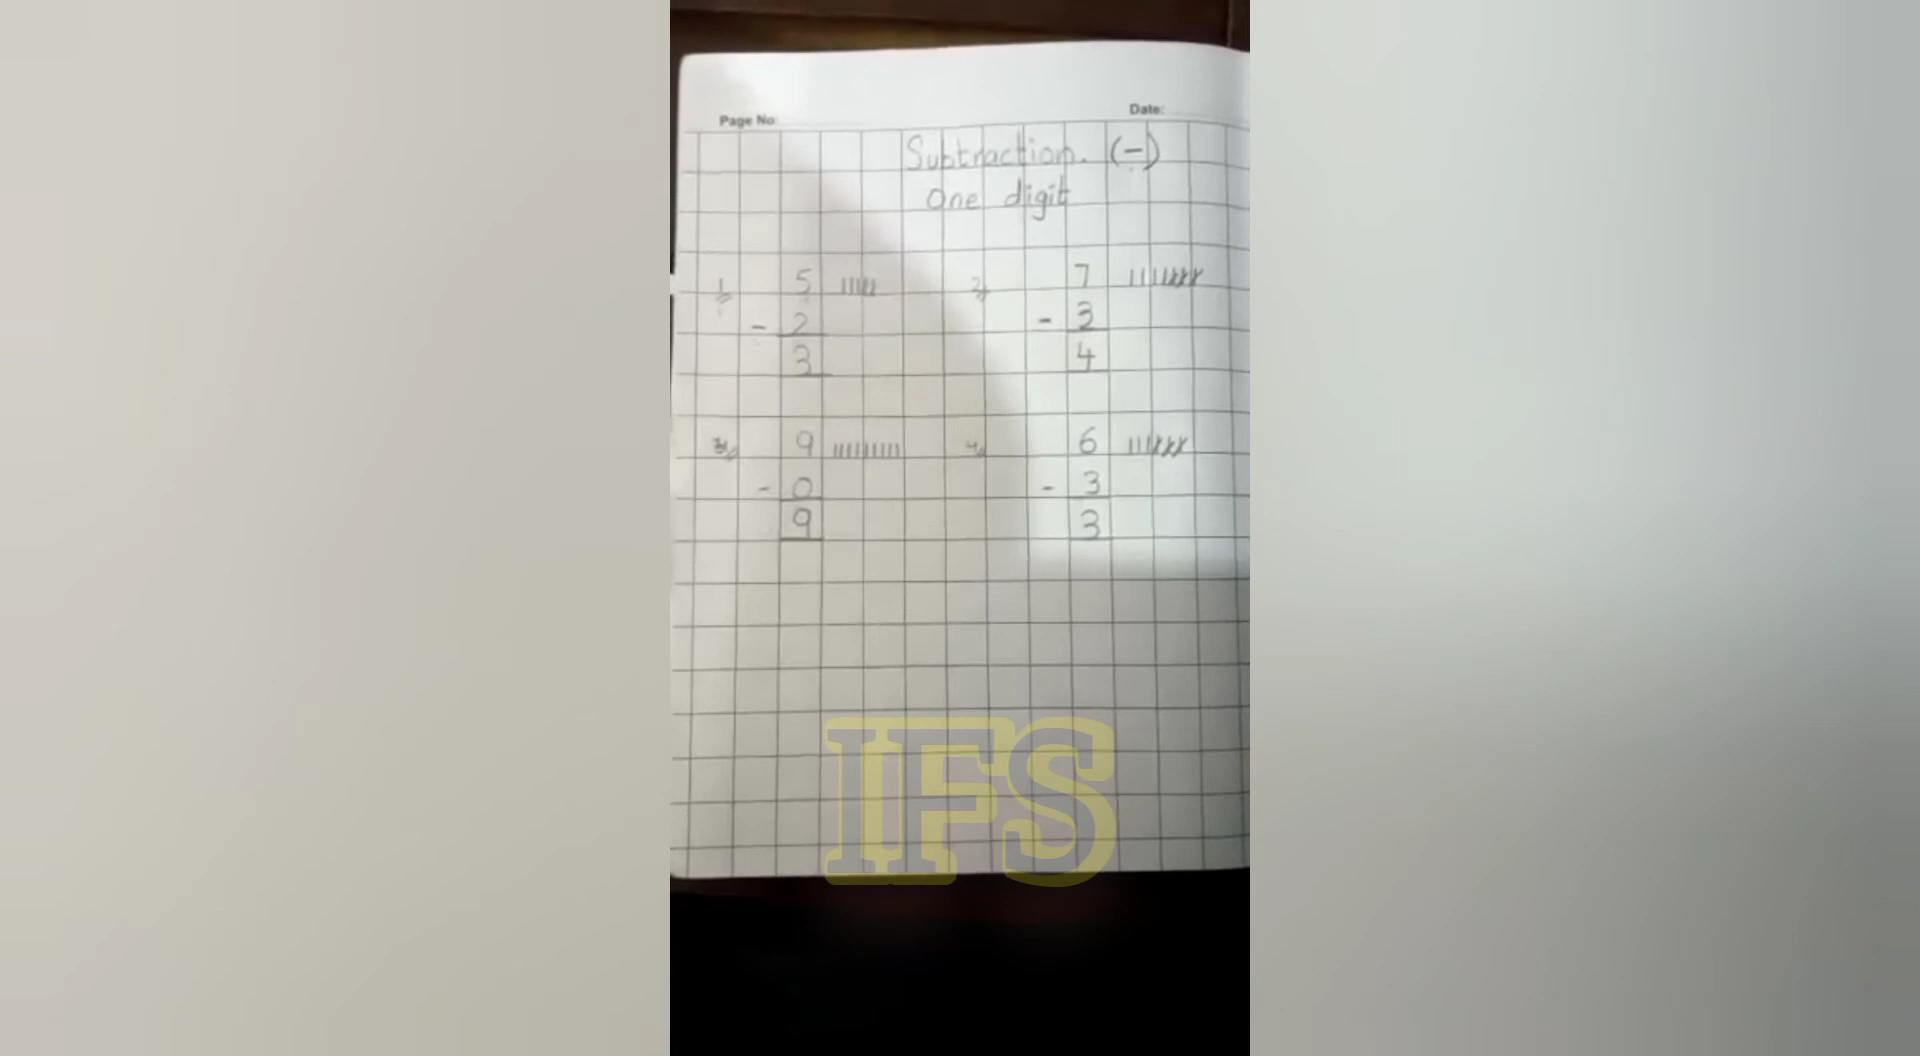 Page No:
Date:
Subtraction. (-)
One digit
1 5
- 2
3
2 7
- 3
4
3 9
- 0
9
4 6
- 3
3
IFS